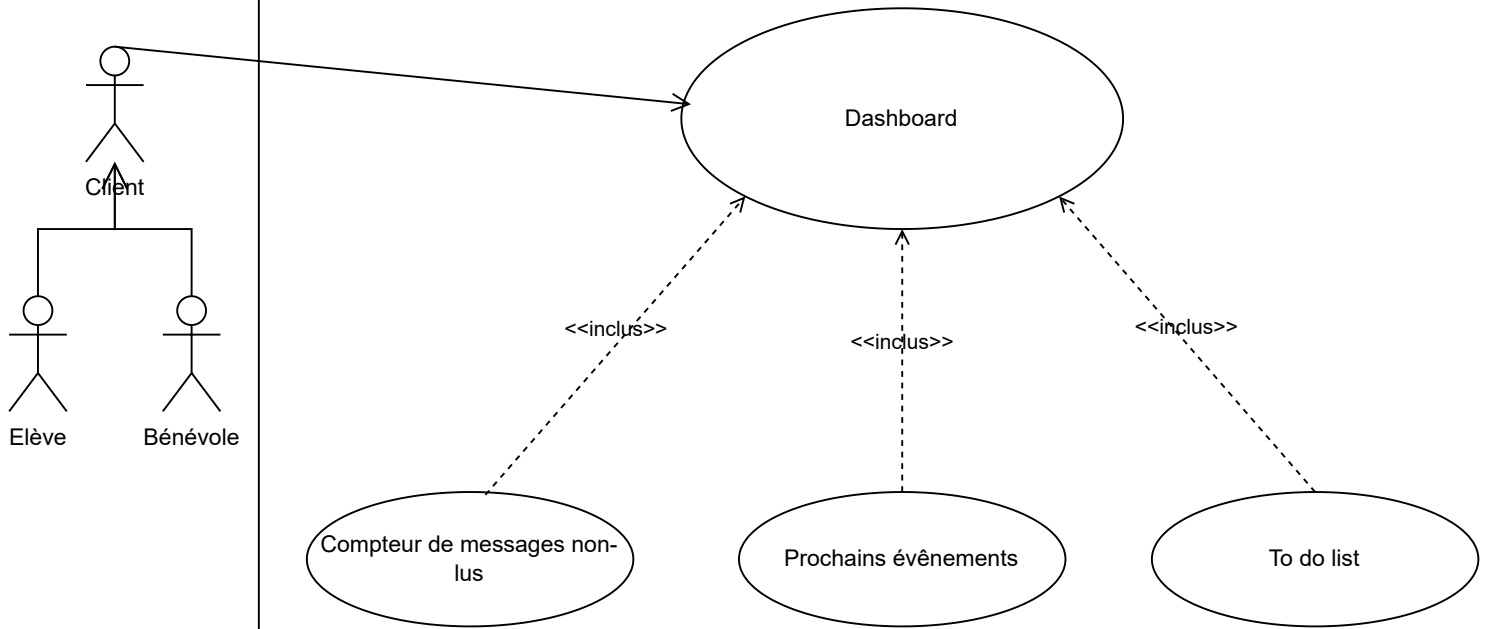 Dashboard
Client
<<inclus>>
<<inclus>>
<<inclus>>
Elève
Bénévole
Compteur de messages non-
lus
Prochains évênements
To do list